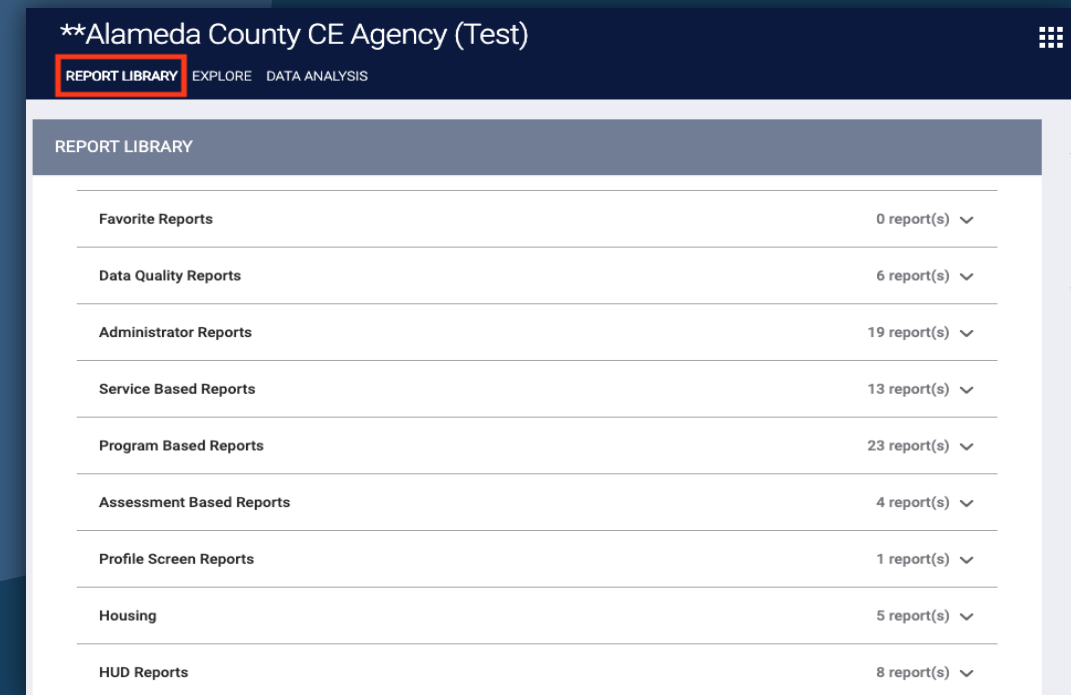 **Alameda County CE Agency (Test)
REPORT LIBRARY EXPLORE DATA ANALYSIS
REPORT LIBRARY
Favorite Reports 0 report(s)
Data Quality Reports 6 report(s)
Administrator Reports 19 report(s)
Service Based Reports 13 report(s)
Program Based Reports 23 report(s)
Assessment Based Reports 4 report(s)
Profile Screen Reports 1 report(s)
Housing 5 report(s)
HUD Reports 8 report(s)